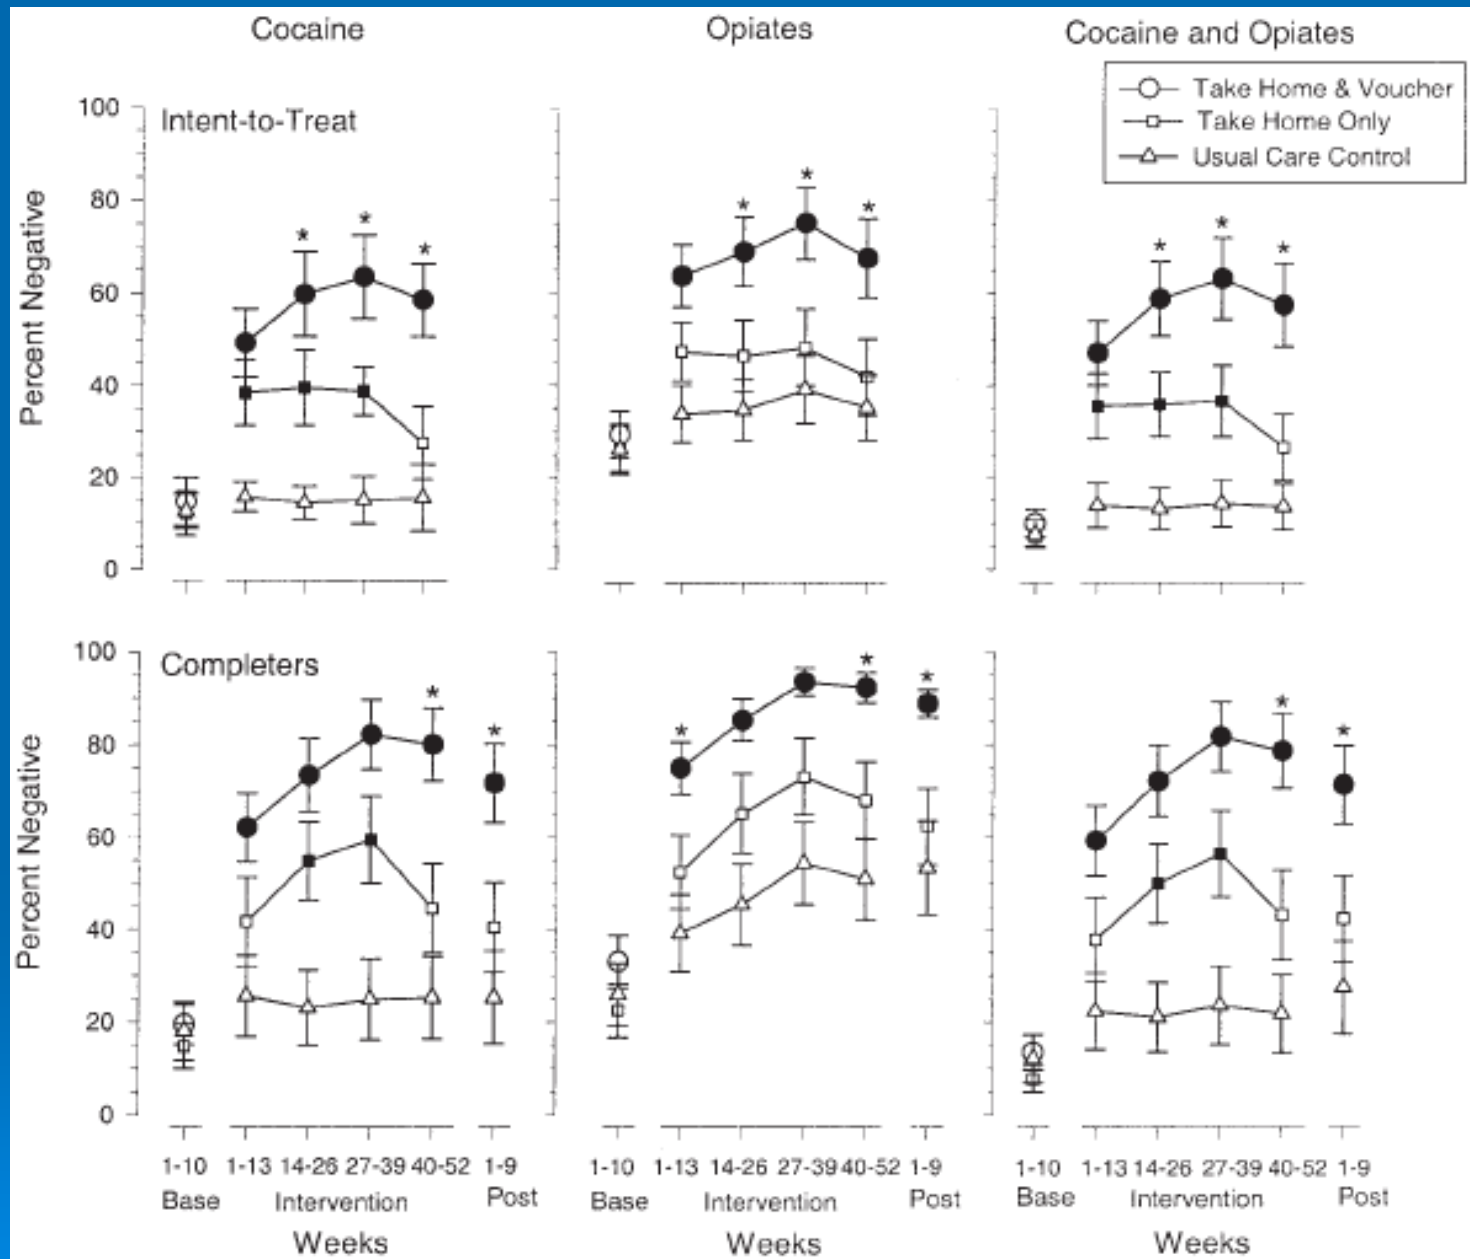 Cocaine
Opiates
Cocaine and Opiates
Take Home & Voucher
Take Home Only
Usual Care Control
Intent-to-Treat
Percent Negative
100
80
60
40
20
0
* * *
* * *
* * *
Completers
Percent Negative
100
80
60
40
20
0
* *
* * *
* *
1-10 1-13 14-26 27-39 40-52 1-9
Base Intervention Post
Weeks
1-10 1-13 14-26 27-39 40-52 1-9
Base Intervention Post
Weeks
1-10 1-13 14-26 27-39 40-52 1-9
Base Intervention Post
Weeks